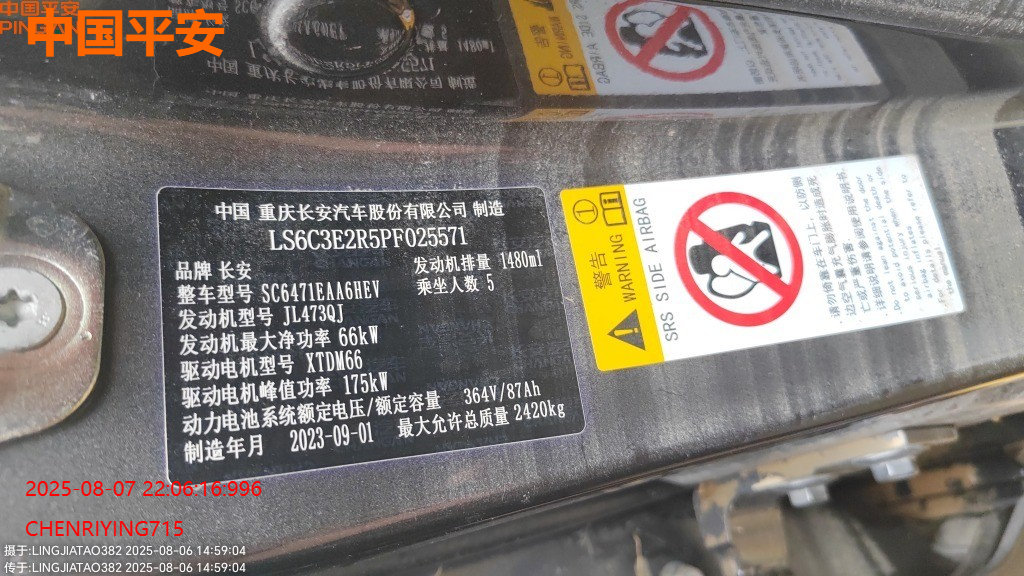 中国平安
中国平安
中国 重庆长安汽车股份有限公司 制造
LS6C3E2R5PF025571
品牌 长安
发动机排量 1480ml
整车型号 SC6471EAA6HEV
乘坐人数 5
发动机型号 JL473QJ
发动机最大净功率 66kW
驱动电机型号 XTDM66
驱动电机峰值功率 175kW
动力电池系统额定电压/额定容量 364V/87Ah
制造年月 2023-09-01 最大允许总质量 2420kg
警告
WARNING
SRS SIDE AIRBAG
2025-08-07 22:06:16:996
CHENRIYING715
摄于:LINGJIATAO382 2025-08-06 14:59:04
传于:LINGJIATAO382 2025-08-06 14:59:04